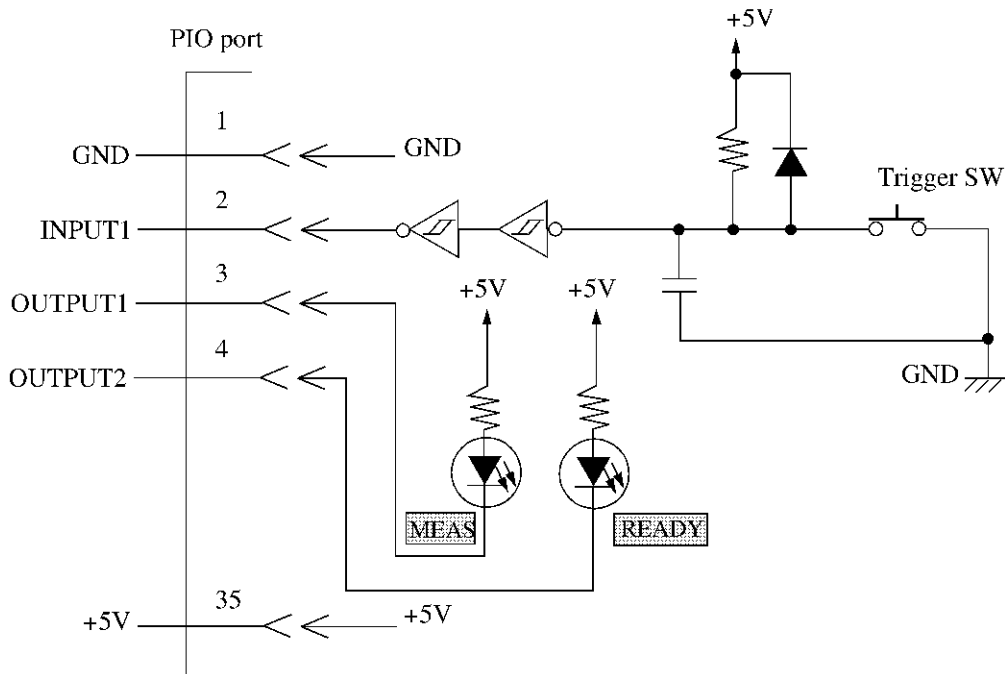 +5V
PIO port
1
GND
GND
Trigger SW
2
INPUT1
3
+5V
+5V
OUTPUT1
4
OUTPUT2
GND
MEAS
READY
35
+5V
+5V